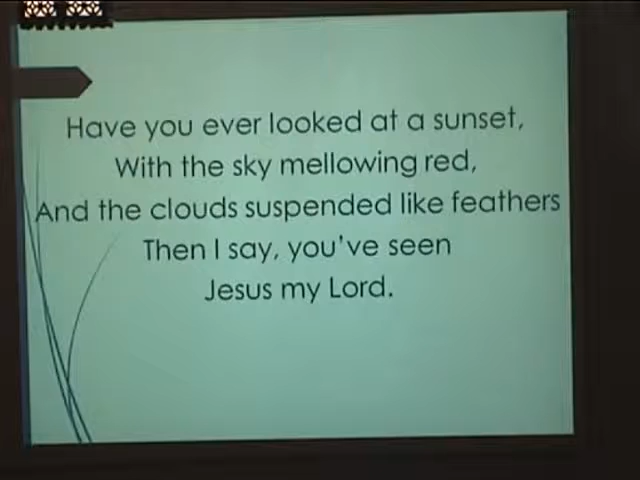 Have you ever looked at a sunset,
With the sky mellowing red,
And the clouds suspended like feathers
Then I say, you've seen
Jesus my Lord.